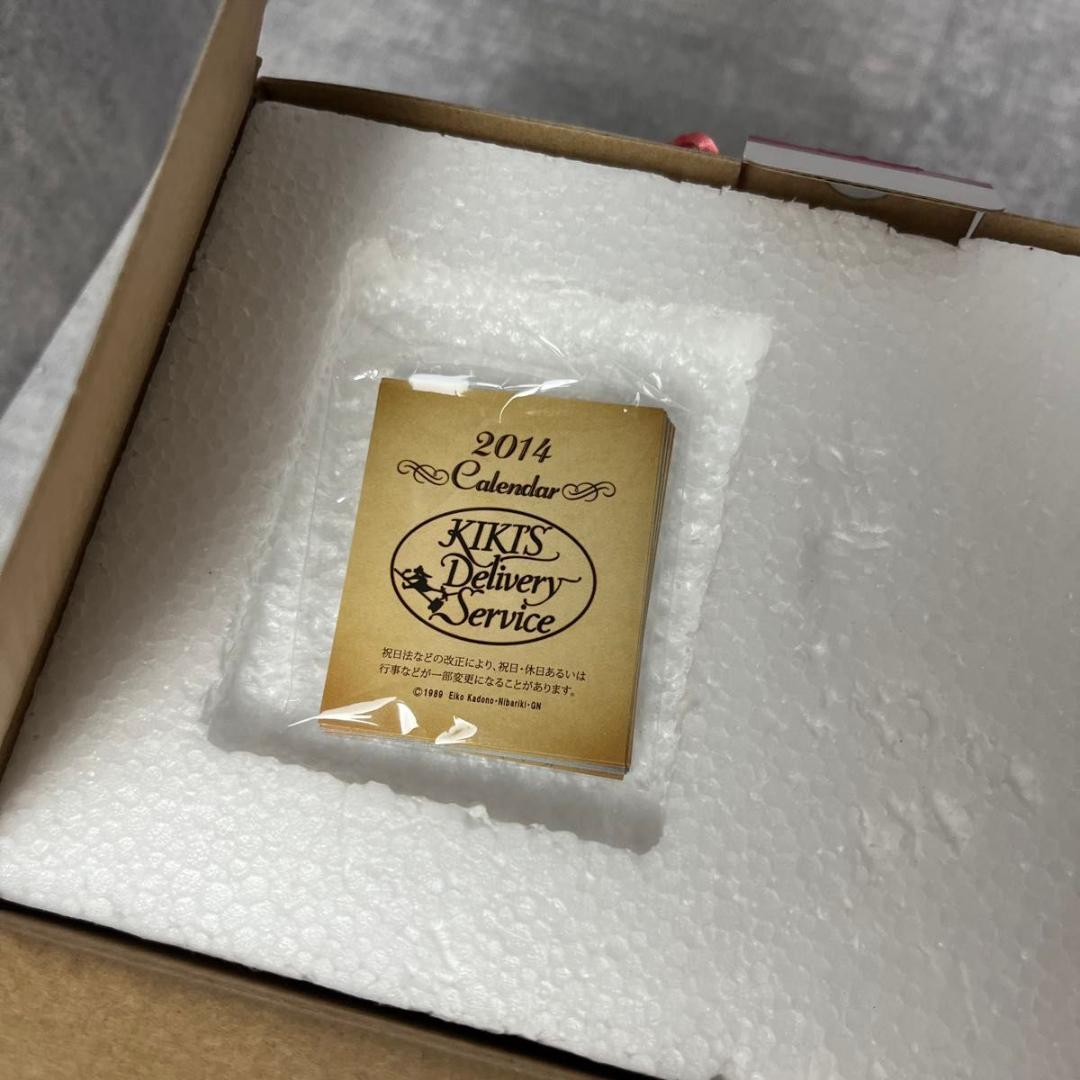 2014
Calendar
KIKI'S
Delivery
Service
祝日法などの改正により、祝日・休日あるいは
行事などが一部変更になることがあります。
©1989 Eiko Kadono・Nibariki・GN